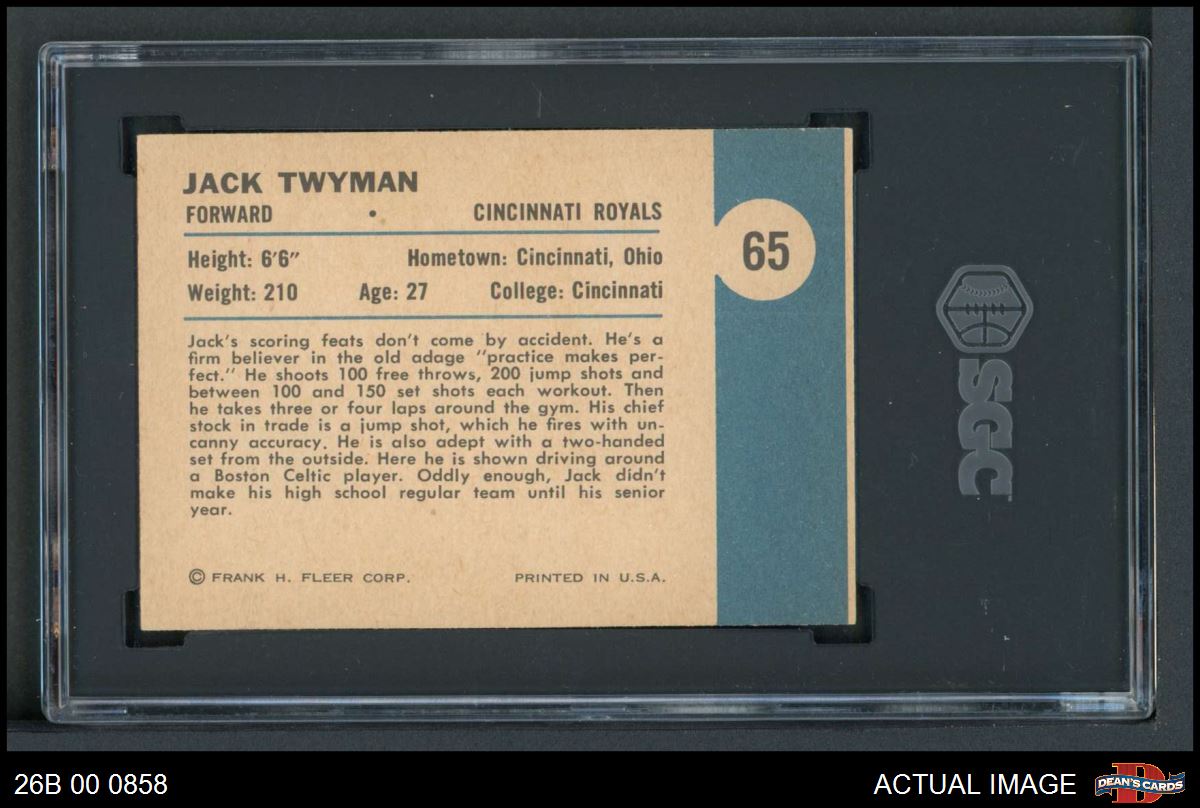 JACK TWYMAN
FORWARD • CINCINNATI ROYALS
Height: 6'6" Hometown: Cincinnati, Ohio
Weight: 210 Age: 27 College: Cincinnati
65
Jack's scoring feats don't come by accident. He's a
firm believer in the old adage "practice makes per-
fect." He shoots 100 free throws, 200 jump shots and
between 100 and 150 set shots each workout. Then
he takes three or four laps around the gym. His chief
stock in trade is a jump shot, which he fires with un-
canny accuracy. He is also adept with a two-handed
set from the outside. Here he is shown driving around
a Boston Celtic player. Oddly enough, Jack didn't
make his high school regular team until his senior
year.
© FRANK H. FLEER CORP. PRINTED IN U.S.A.
SGC
26B 00 0858
ACTUAL IMAGE
DEAN'S CARDS